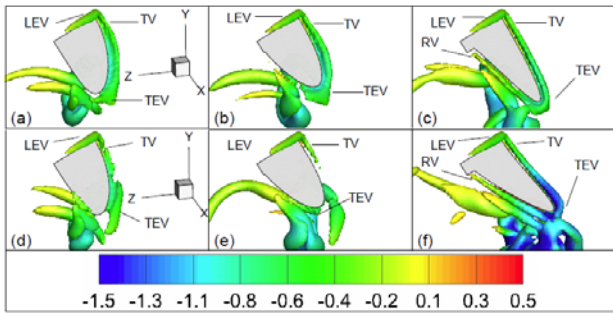 LEV TV Y LEV Y TV LEV TV
RV
Z TEV
X
(a) TEV (b) TEV (c)
LEV TV Y LEV TV LEV TV
RV TEV
Z
X
(d) TEV (e) TEV (f)
-1.5 -1.3 -1.1 -0.8 -0.6 -0.4 -0.2 0.1 0.3 0.5